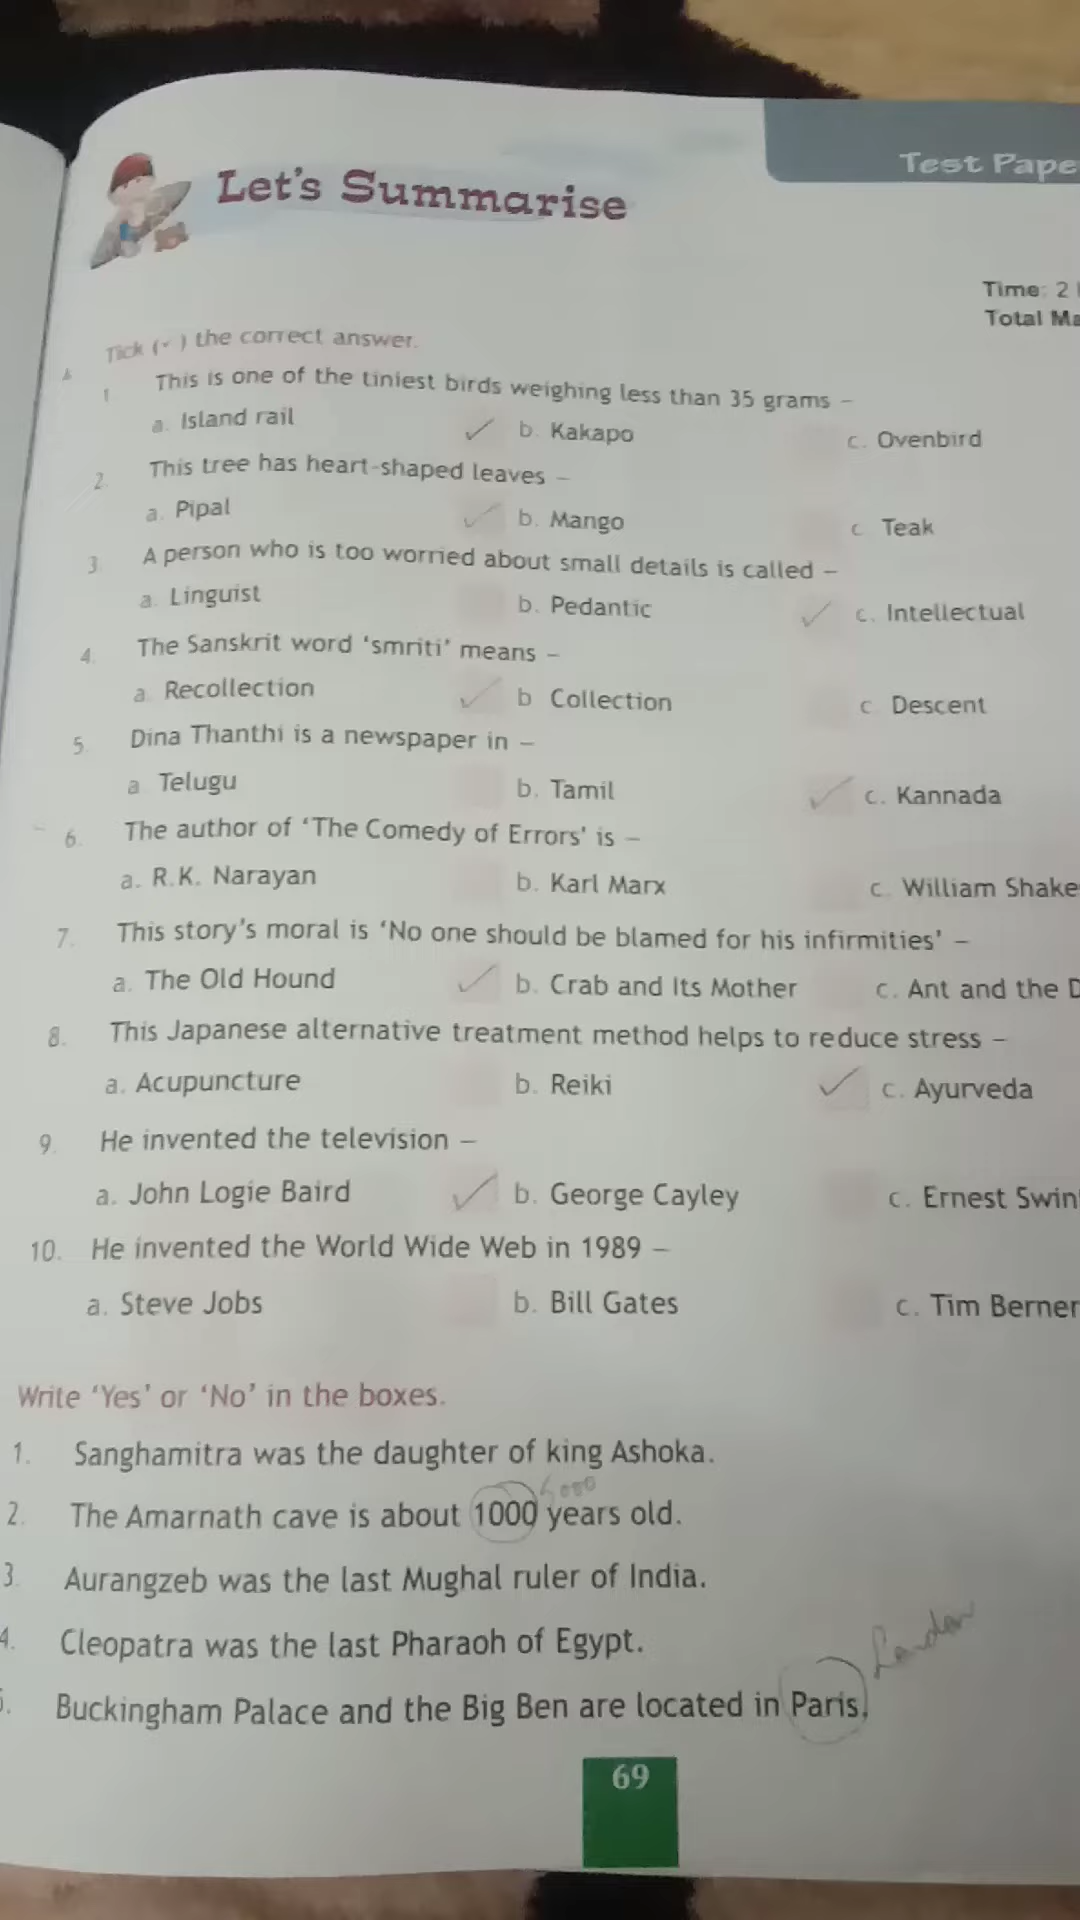 Test Pape
Let's Summarise
Time: 2
Total Ma
Tick (✓) the correct answer.
1. This is one of the tiniest birds weighing less than 35 grams –
a. Island rail ✓ b. Kakapo c. Ovenbird
2. This tree has heart-shaped leaves –
a. Pipal ✓ b. Mango c. Teak
3. A person who is too worried about small details is called –
a. Linguist b. Pedantic ✓ c. Intellectual
4. The Sanskrit word 'smriti' means –
a. Recollection ✓ b Collection c. Descent
5. Dina Thanthi is a newspaper in –
a Telugu b. Tamil ✓ c. Kannada
6. The author of 'The Comedy of Errors' is –
a. R.K. Narayan b. Karl Marx c. William Shake
7. This story's moral is 'No one should be blamed for his infirmities' –
a. The Old Hound ✓ b. Crab and Its Mother c. Ant and the D
8. This Japanese alternative treatment method helps to reduce stress –
a. Acupuncture b. Reiki ✓ c. Ayurveda
9. He invented the television –
a. John Logie Baird ✓ b. George Cayley c. Ernest Swin
10. He invented the World Wide Web in 1989 –
a. Steve Jobs b. Bill Gates c. Tim Berner
Write 'Yes' or 'No' in the boxes.
1. Sanghamitra was the daughter of king Ashoka.
5000
2. The Amarnath cave is about 1000 years old.
3. Aurangzeb was the last Mughal ruler of India.
4. Cleopatra was the last Pharaoh of Egypt.
London
5. Buckingham Palace and the Big Ben are located in Paris.
69